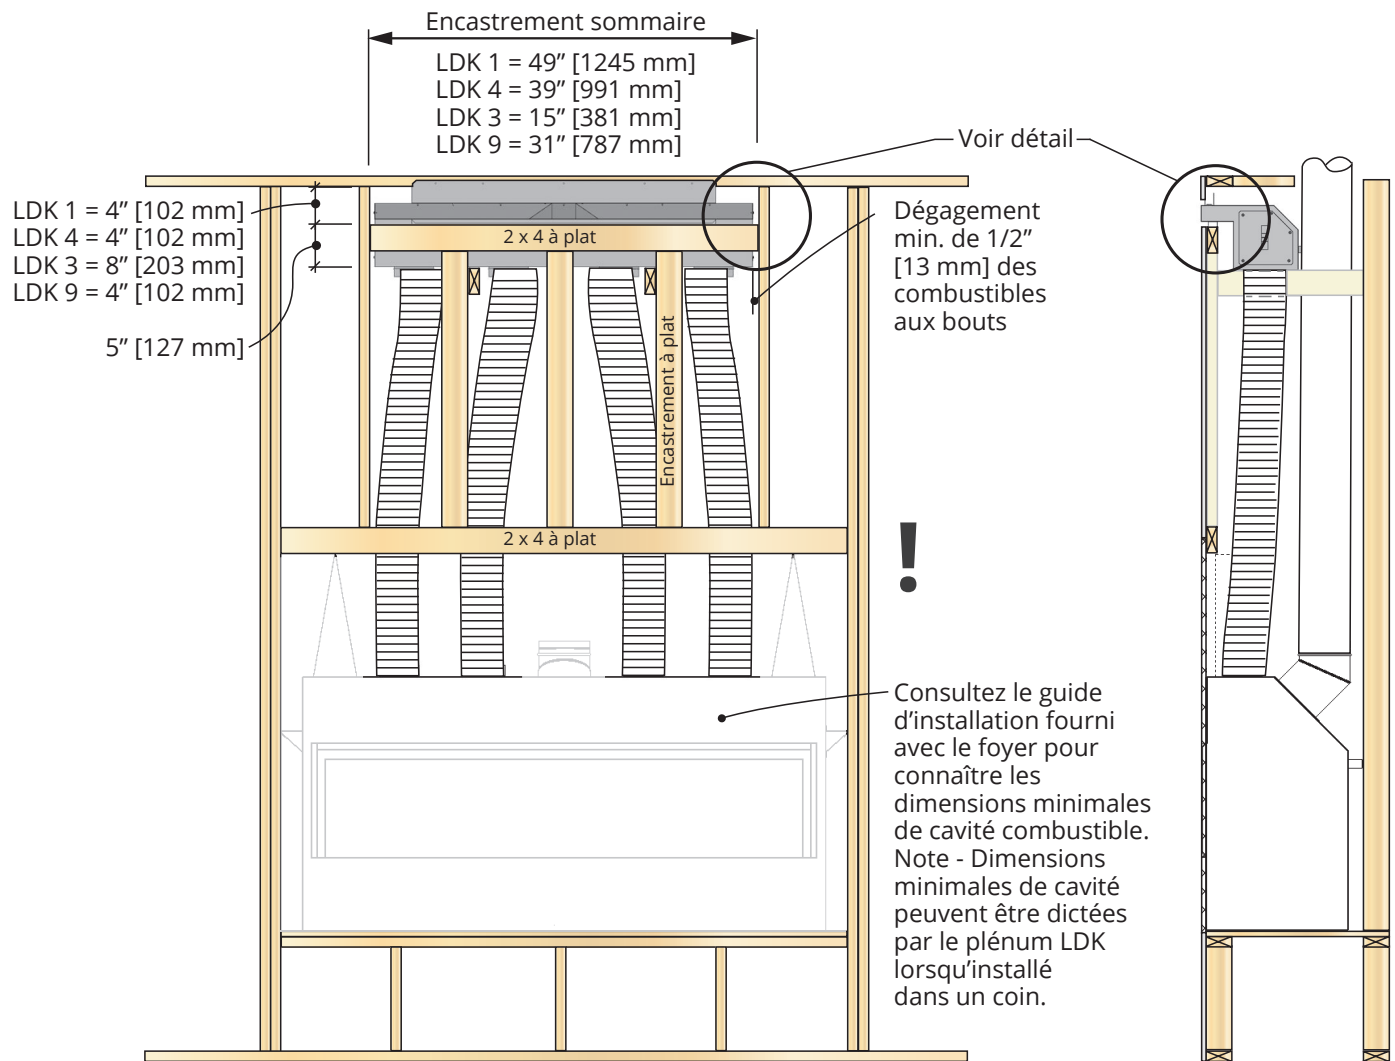 Encastrement sommaire
LDK 1 = 49” [1245 mm]
LDK 4 = 39” [991 mm]
LDK 3 = 15” [381 mm]
LDK 9 = 31” [787 mm]
Voir détail
LDK 1 = 4” [102 mm]
LDK 4 = 4” [102 mm]
LDK 3 = 8” [203 mm]
LDK 9 = 4” [102 mm]
5” [127 mm]
2 x 4 à plat
Dégagement
min. de 1/2”
[13 mm] des
combustibles
aux bouts
Encastrement à plat
2 x 4 à plat
!
Consultez le guide
d’installation fourni
avec le foyer pour
connaître les
dimensions minimales
de cavité combustible.
Note - Dimensions
minimales de cavité
peuvent être dictées
par le plénum LDK
lorsqu’installé
dans un coin.